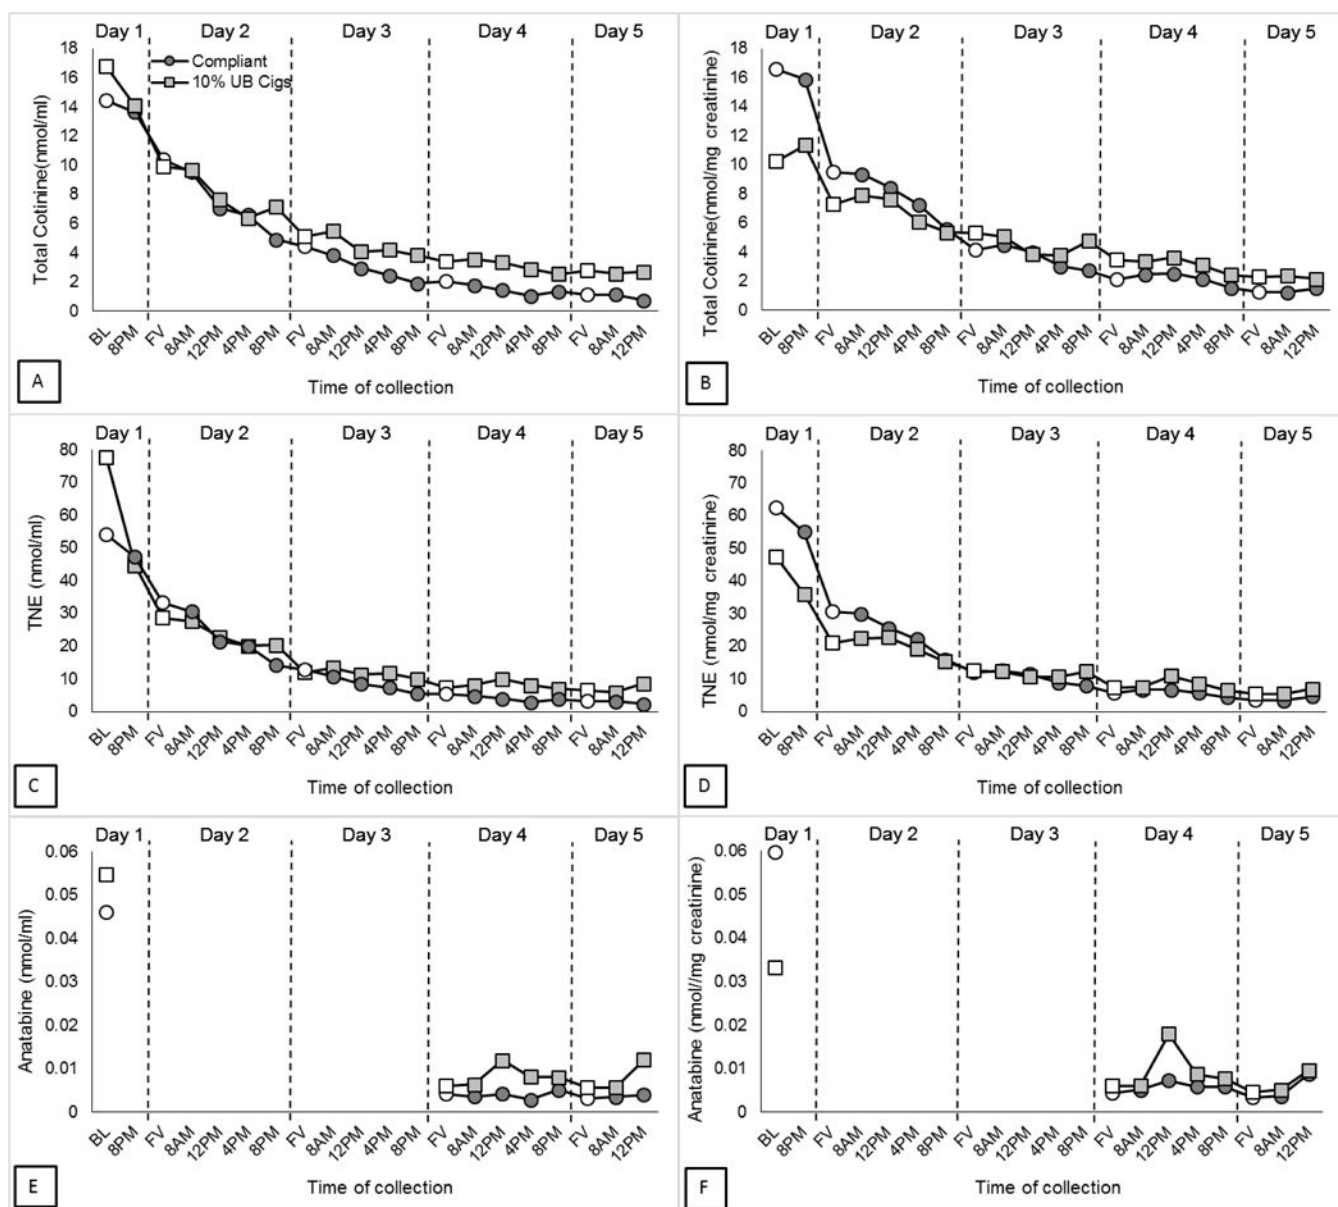 Day 1 Day 2 Day 3 Day 4 Day 5
18
16
14
12
10
8
6
4
2
0
Total Cotinine(nmol/ml)
Compliant
10% UB Cigs
BL 8PM FV 8AM 12PM 4PM 8PM FV 8AM 12PM 4PM 8PM FV 8AM 12PM 4PM 8PM FV 8AM 12PM
Time of collection
A
Day 1 Day 2 Day 3 Day 4 Day 5
18
16
14
12
10
8
6
4
2
0
Total Cotinine(nmol/mg creatinine)
BL 8PM FV 8AM 12PM 4PM 8PM FV 8AM 12PM 4PM 8PM FV 8AM 12PM 4PM 8PM FV 8AM 12PM
Time of collection
B
Day 1 Day 2 Day 3 Day 4 Day 5
80
70
60
50
40
30
20
10
0
TNE (nmol/ml)
BL 8PM FV 8AM 12PM 4PM 8PM FV 8AM 12PM 4PM 8PM FV 8AM 12PM 4PM 8PM FV 8AM 12PM
Time of collection
C
Day 1 Day 2 Day 3 Day 4 Day 5
80
70
60
50
40
30
20
10
0
TNE (nmol/mg creatinine)
BL 8PM FV 8AM 12PM 4PM 8PM FV 8AM 12PM 4PM 8PM FV 8AM 12PM 4PM 8PM FV 8AM 12PM
Time of collection
D
Day 1 Day 2 Day 3 Day 4 Day 5
0.06
0.05
0.04
0.03
0.02
0.01
0
Anatabine (nmol/ml)
BL 8PM FV 8AM 12PM 4PM 8PM FV 8AM 12PM 4PM 8PM FV 8AM 12PM 4PM 8PM FV 8AM 12PM
Time of collection
E
Day 1 Day 2 Day 3 Day 4 Day 5
0.06
0.05
0.04
0.03
0.02
0.01
0
Anatabine (nmol//mg creatinine)
BL 8PM FV 8AM 12PM 4PM 8PM FV 8AM 12PM 4PM 8PM FV 8AM 12PM 4PM 8PM FV 8AM 12PM
Time of collection
F